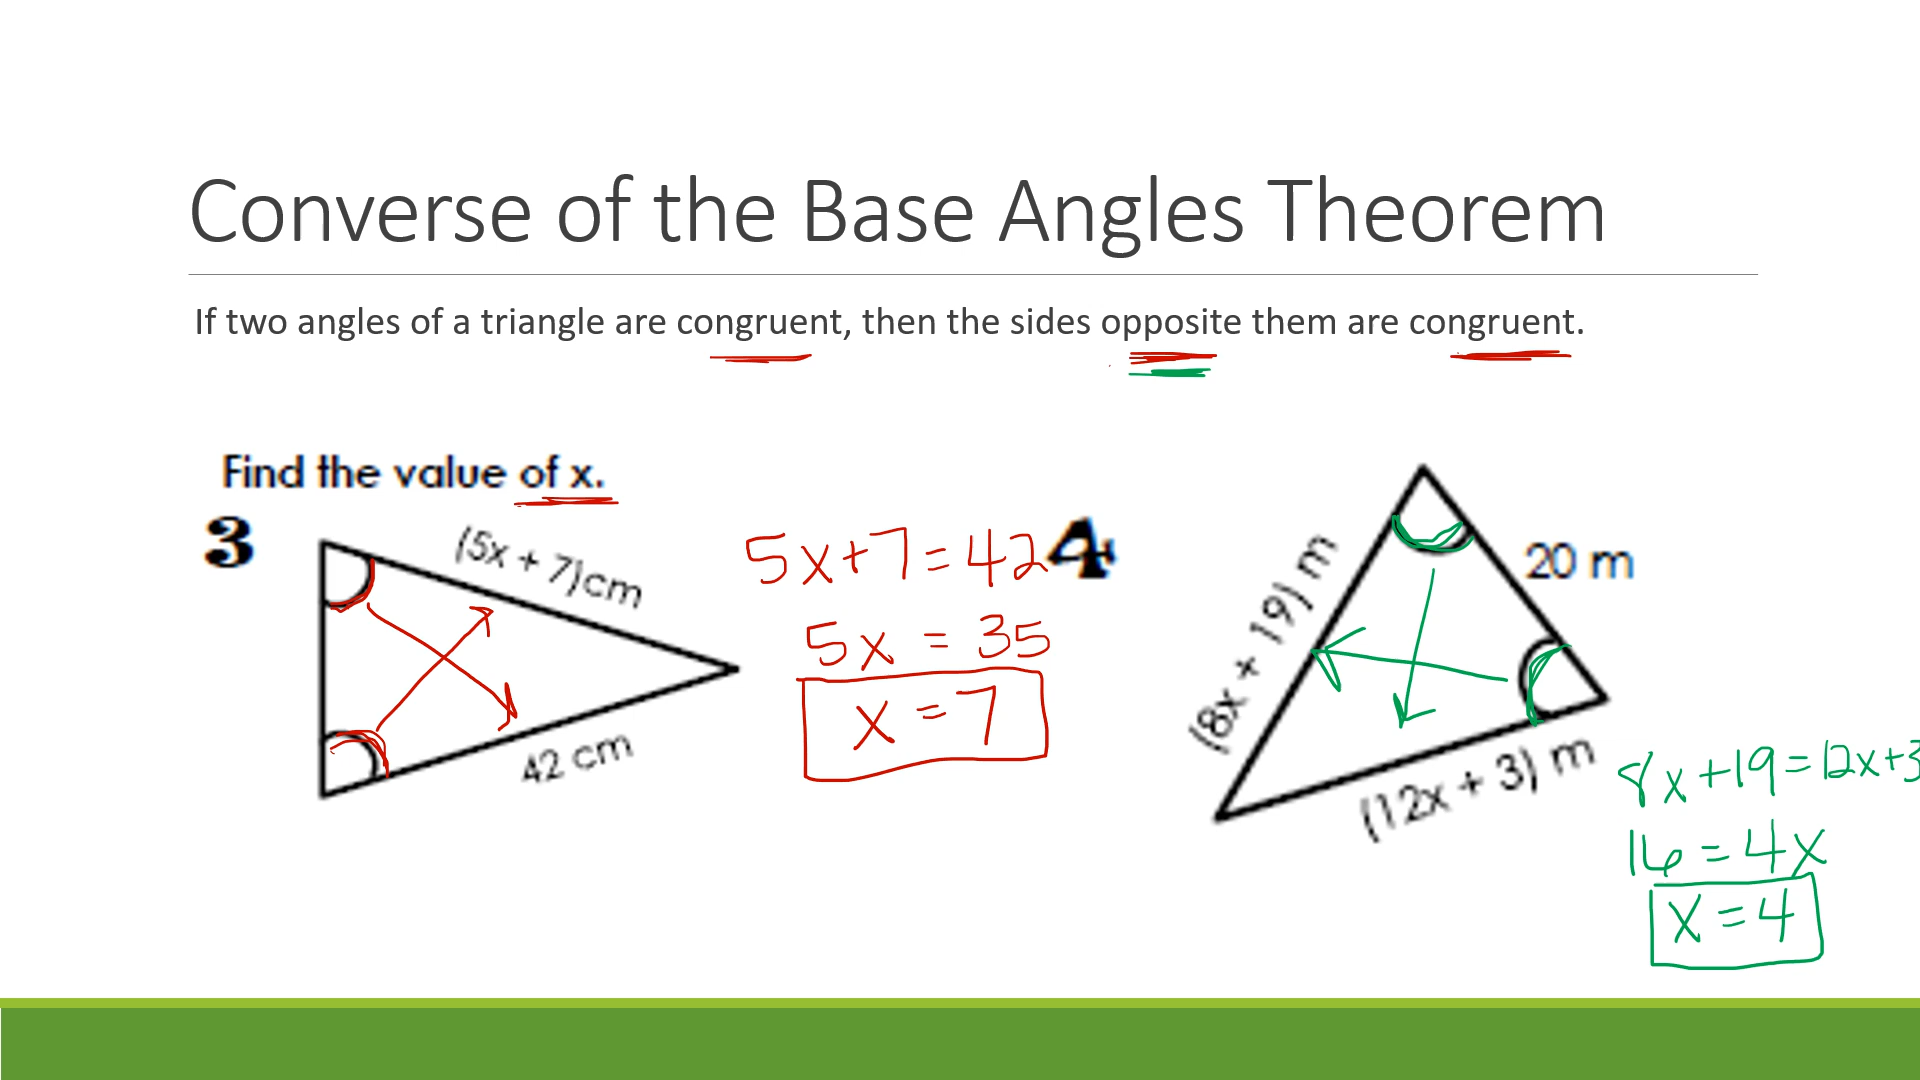 Converse of the Base Angles Theorem
If two angles of a triangle are congruent, then the sides opposite them are congruent.
Find the value of x.
3
(5x + 7)cm
42 cm
5x+7=42
5x = 35
x = 7
4
(8x + 19) m
20 m
(12x + 3) m
8x+19=12x+3
16=4x
x=4